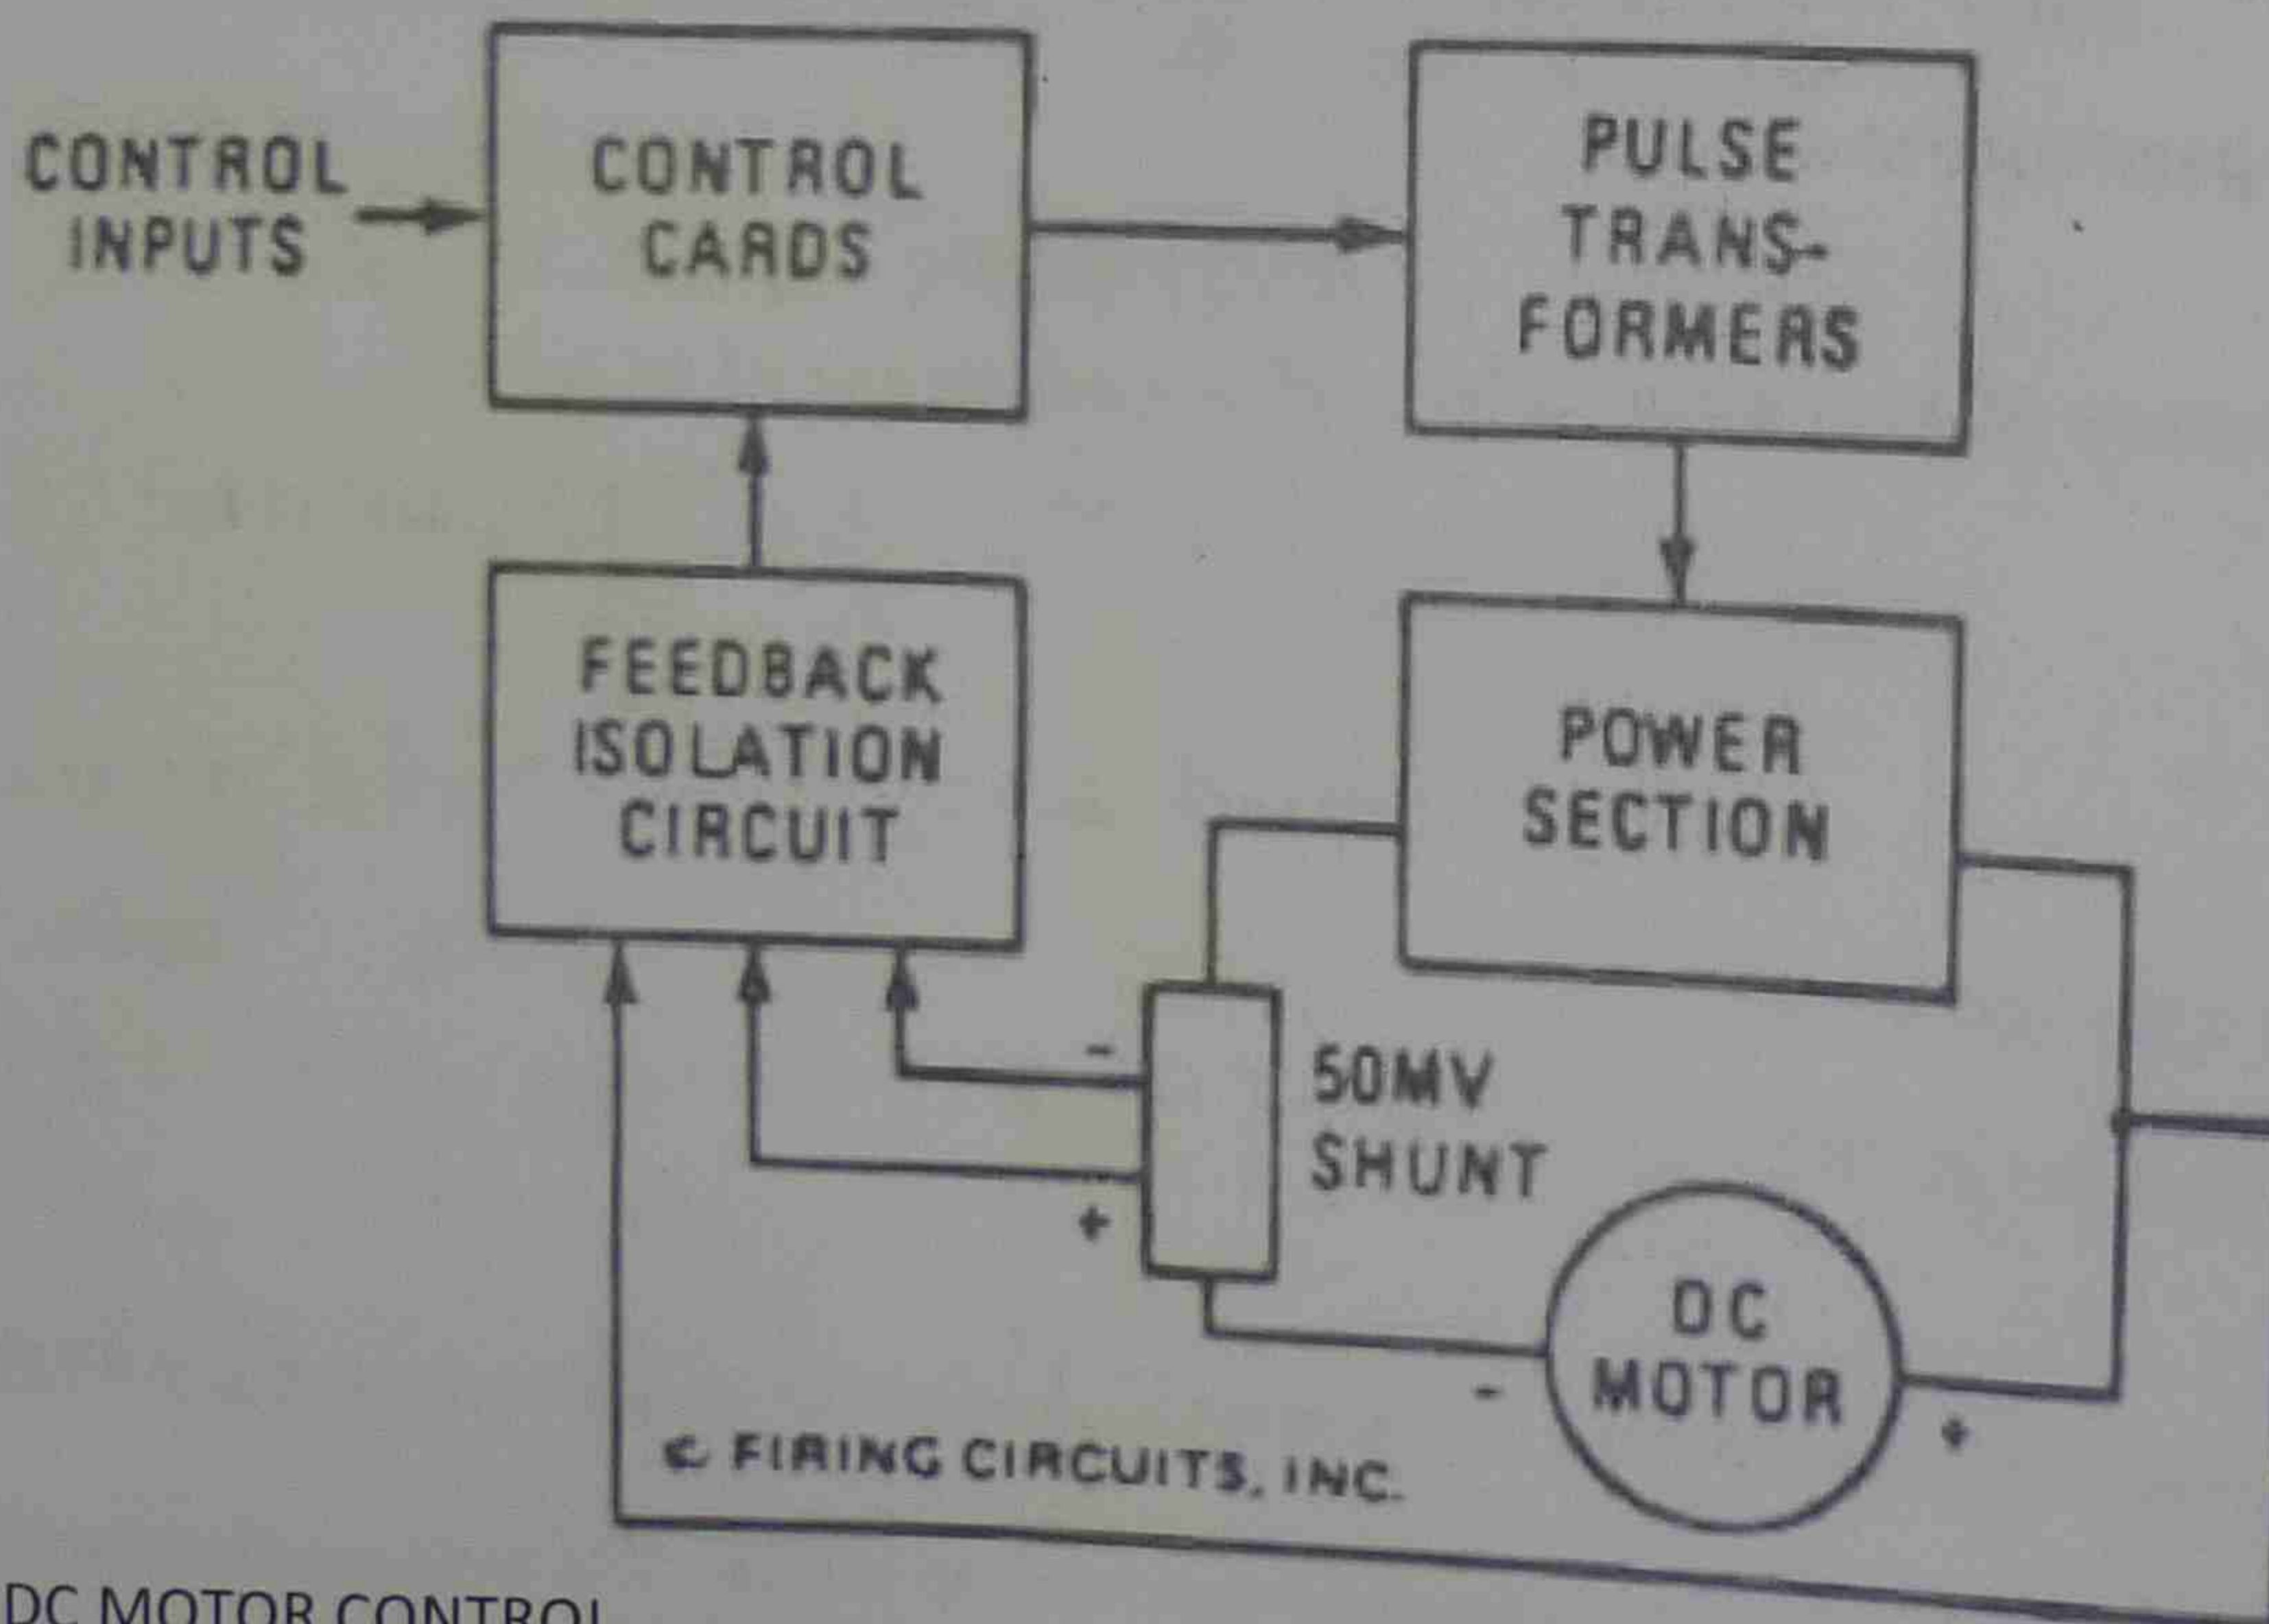 CONTROL
INPUTS
CONTROL
CARDS
PULSE
TRANS-
FORMERS
FEEDBACK
ISOLATION
CIRCUIT
POWER
SECTION
-
+
50MV
SHUNT
DC
MOTOR
-
+
© FIRING CIRCUITS, INC.
DC MOTOR CONTROL